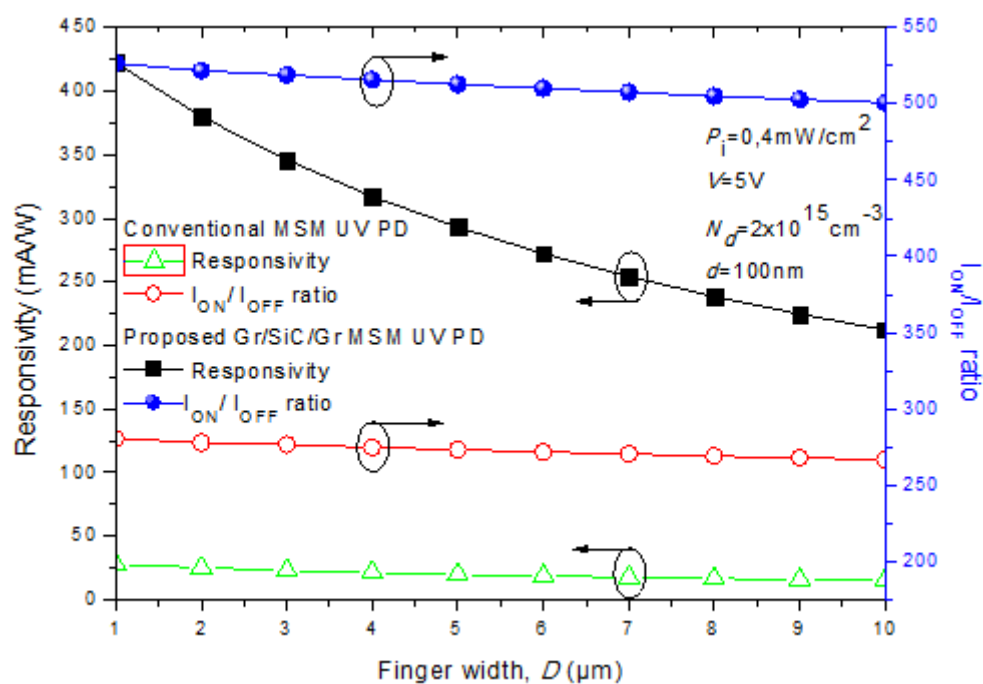 450
400
350
300
250
200
150
100
50
0
Responsivity (mA/W)
550
500
450
400
350
300
250
200
I_ON/I_OFF ratio
P_i=0,4mW/cm^2
V=5V
N_d=2x10^15 cm^-3
d=100nm
Conventional MSM UV PD
Responsivity
I_ON/ I_OFF ratio
Proposed Gr/SiC/Gr MSM UV PD
Responsivity
I_ON/ I_OFF ratio
1 2 3 4 5 6 7 8 9 10
Finger width, D (μm)